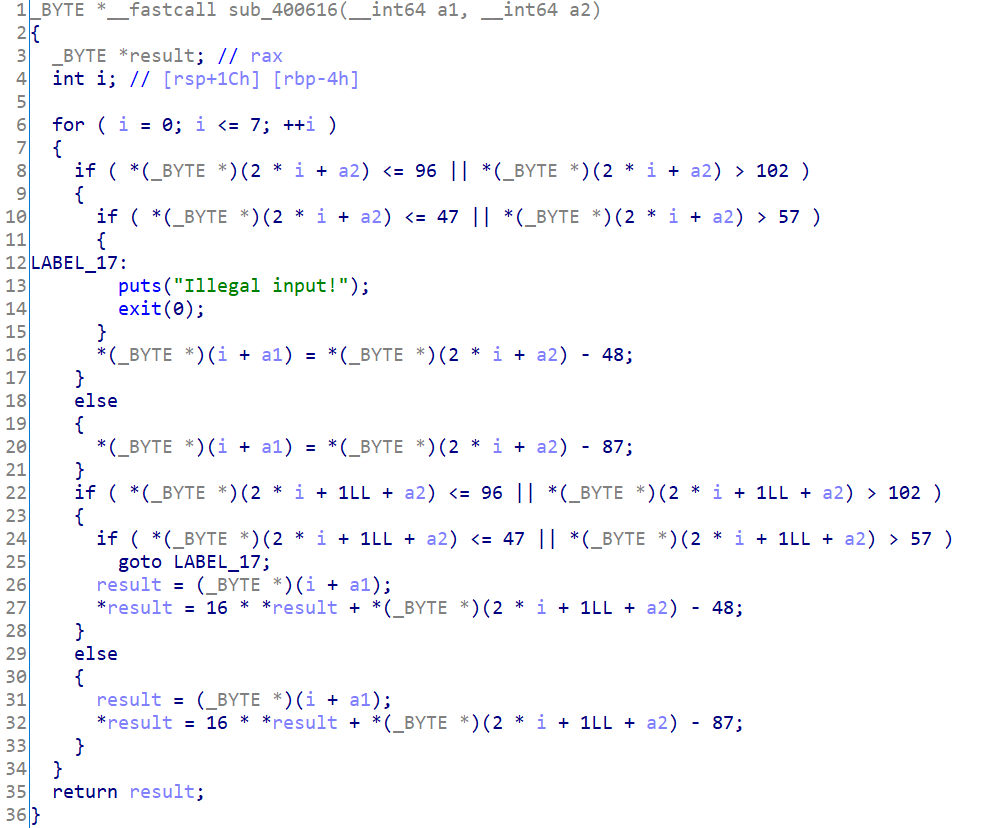 1 _BYTE *__fastcall sub_400616(__int64 a1, __int64 a2)
2 {
3   _BYTE *result; // rax
4   int i; // [rsp+1Ch] [rbp-4h]
5
6   for ( i = 0; i <= 7; ++i )
7   {
8     if ( *(_BYTE *)(2 * i + a2) <= 96 || *(_BYTE *)(2 * i + a2) > 102 )
9     {
10       if ( *(_BYTE *)(2 * i + a2) <= 47 || *(_BYTE *)(2 * i + a2) > 57 )
11       {
12 LABEL_17:
13         puts("Illegal input!");
14         exit(0);
15       }
16       *(_BYTE *)(i + a1) = *(_BYTE *)(2 * i + a2) - 48;
17     }
18     else
19     {
20       *(_BYTE *)(i + a1) = *(_BYTE *)(2 * i + a2) - 87;
21     }
22     if ( *(_BYTE *)(2 * i + 1LL + a2) <= 96 || *(_BYTE *)(2 * i + 1LL + a2) > 102 )
23     {
24       if ( *(_BYTE *)(2 * i + 1LL + a2) <= 47 || *(_BYTE *)(2 * i + 1LL + a2) > 57 )
25         goto LABEL_17;
26       result = (_BYTE *)(i + a1);
27       *result = 16 * *result + *(_BYTE *)(2 * i + 1LL + a2) - 48;
28     }
29     else
30     {
31       result = (_BYTE *)(i + a1);
32       *result = 16 * *result + *(_BYTE *)(2 * i + 1LL + a2) - 87;
33     }
34   }
35   return result;
36 }